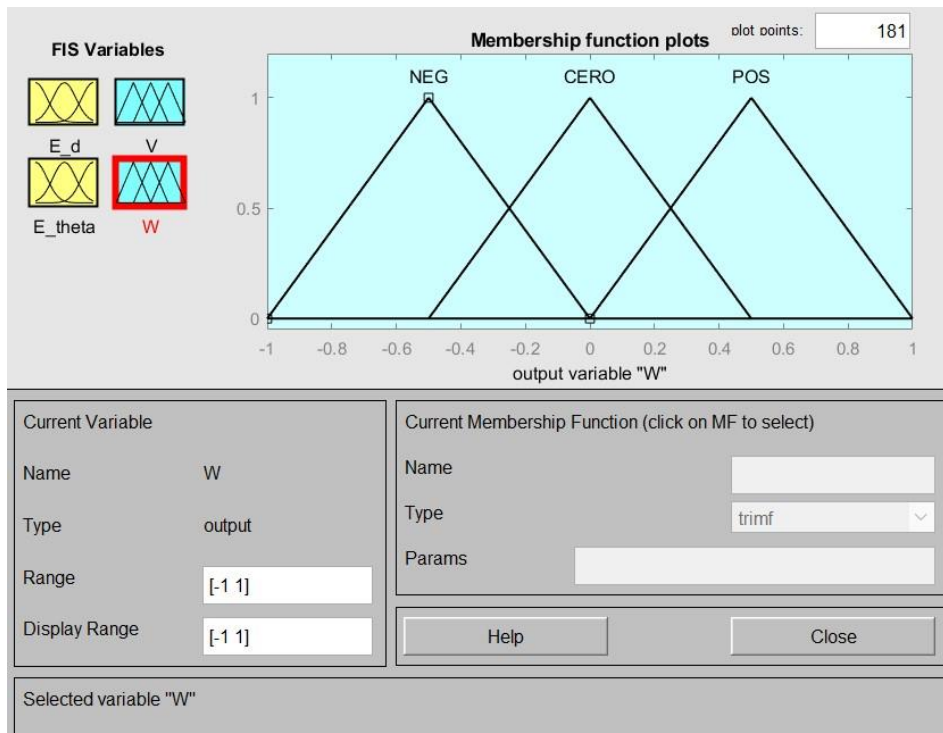 FIS Variables
E_d
V
E_theta
W
Membership function plots
plot points:
181
NEG
CERO
POS
1
0.5
0
-1
-0.8
-0.6
-0.4
-0.2
0
0.2
0.4
0.6
0.8
1
output variable "W"
Current Variable
Name
W
Type
output
Range
[-1 1]
Display Range
[-1 1]
Current Membership Function (click on MF to select)
Name
Type
trimf
Params
Help
Close
Selected variable "W"